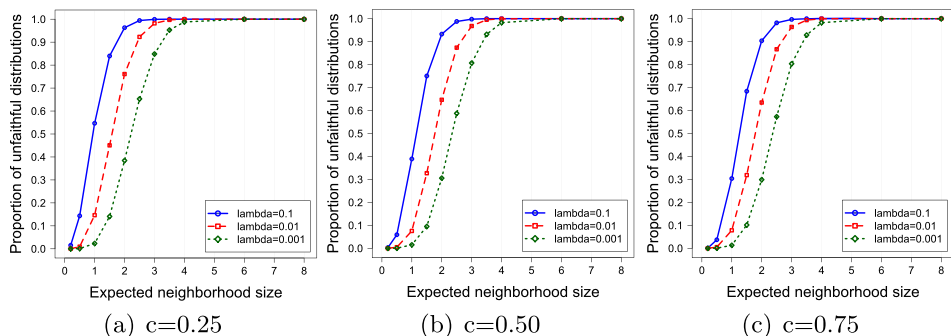 Proportion of unfaithful distributions
1.0
0.9
0.8
0.7
0.6
0.5
0.4
0.3
0.2
0.1
0.0
lambda=0.1
lambda=0.01
lambda=0.001
0 1 2 3 4 5 6 7 8
Expected neighborhood size
(a) c=0.25
Proportion of unfaithful distributions
1.0
0.9
0.8
0.7
0.6
0.5
0.4
0.3
0.2
0.1
0.0
lambda=0.1
lambda=0.01
lambda=0.001
0 1 2 3 4 5 6 7 8
Expected neighborhood size
(b) c=0.50
Proportion of unfaithful distributions
1.0
0.9
0.8
0.7
0.6
0.5
0.4
0.3
0.2
0.1
0.0
lambda=0.1
lambda=0.01
lambda=0.001
0 1 2 3 4 5 6 7 8
Expected neighborhood size
(c) c=0.75